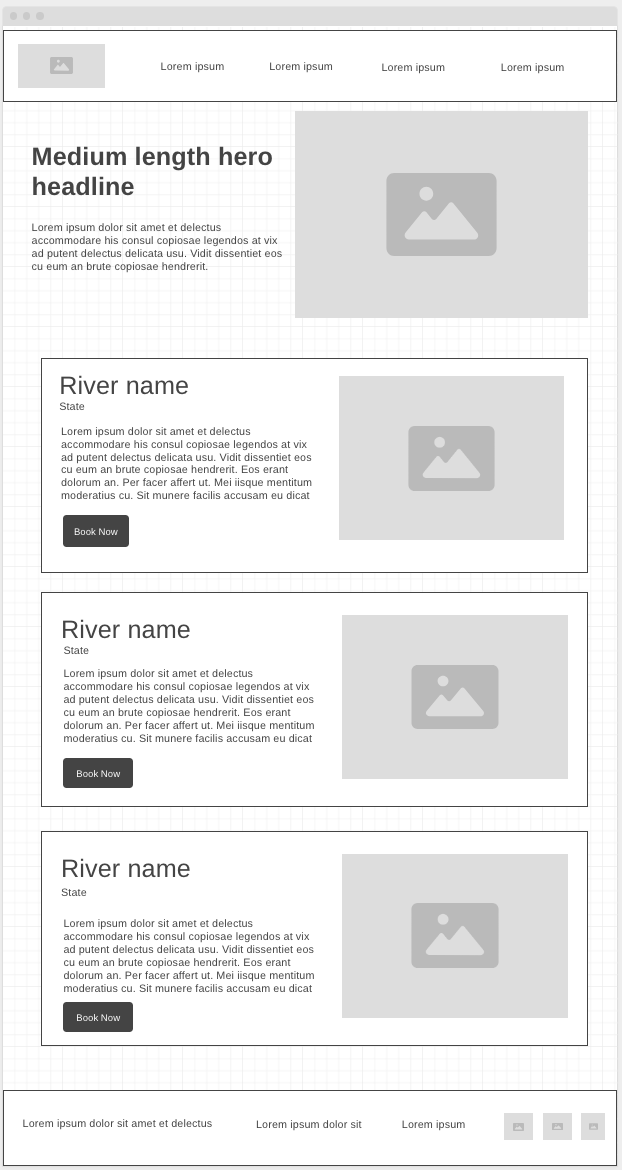 Lorem ipsum Lorem ipsum Lorem ipsum Lorem ipsum
Medium length hero
headline
Lorem ipsum dolor sit amet et delectus
accommodare his consul copiosae legendos at vix
ad putent delectus delicata usu. Vidit dissentiet eos
cu eum an brute copiosae hendrerit.
River name
State
Lorem ipsum dolor sit amet et delectus
accommodare his consul copiosae legendos at vix
ad putent delectus delicata usu. Vidit dissentiet eos
cu eum an brute copiosae hendrerit. Eos erant
dolorum an. Per facer affert ut. Mei iisque mentitum
moderatius cu. Sit munere facilis accusam eu dicat
Book Now
River name
State
Lorem ipsum dolor sit amet et delectus
accommodare his consul copiosae legendos at vix
ad putent delectus delicata usu. Vidit dissentiet eos
cu eum an brute copiosae hendrerit. Eos erant
dolorum an. Per facer affert ut. Mei iisque mentitum
moderatius cu. Sit munere facilis accusam eu dicat
Book Now
River name
State
Lorem ipsum dolor sit amet et delectus
accommodare his consul copiosae legendos at vix
ad putent delectus delicata usu. Vidit dissentiet eos
cu eum an brute copiosae hendrerit. Eos erant
dolorum an. Per facer affert ut. Mei iisque mentitum
moderatius cu. Sit munere facilis accusam eu dicat
Book Now
Lorem ipsum dolor sit amet et delectus Lorem ipsum dolor sit Lorem ipsum